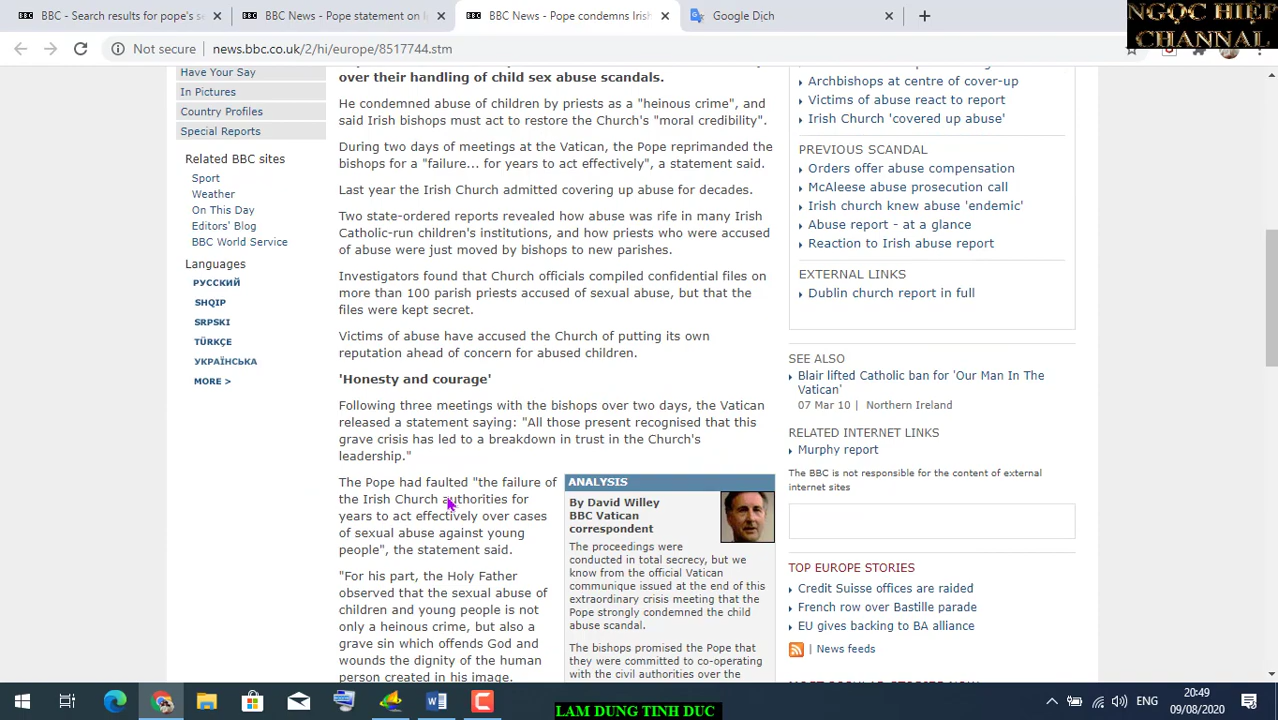 BBC - Search results for pope's se
BBC News - Pope statement on I
BBC News - Pope condemns Irish
Google Dịch
NGỌC HIỆP
CHANNAL
Not secure
news.bbc.co.uk/2/hi/europe/8517744.stm
Have Your Say
In Pictures
Country Profiles
Special Reports
Related BBC sites
Sport
Weather
On This Day
Editors' Blog
BBC World Service
Languages
РУССКИЙ
SHQIP
SRPSKI
TÜRKÇE
УКРАЇНСЬКА
MORE >
over their handling of child sex abuse scandals.
He condemned abuse of children by priests as a "heinous crime", and
said Irish bishops must act to restore the Church's "moral credibility".
During two days of meetings at the Vatican, the Pope reprimanded the
bishops for a "failure... for years to act effectively", a statement said.
Last year the Irish Church admitted covering up abuse for decades.
Two state-ordered reports revealed how abuse was rife in many Irish
Catholic-run children's institutions, and how priests who were accused
of abuse were just moved by bishops to new parishes.
Investigators found that Church officials compiled confidential files on
more than 100 parish priests accused of sexual abuse, but that the
files were kept secret.
Victims of abuse have accused the Church of putting its own
reputation ahead of concern for abused children.
'Honesty and courage'
Following three meetings with the bishops over two days, the Vatican
released a statement saying: "All those present recognised that this
grave crisis has led to a breakdown in trust in the Church's
leadership."
The Pope had faulted "the failure of
the Irish Church authorities for
years to act effectively over cases
of sexual abuse against young
people", the statement said.
"For his part, the Holy Father
observed that the sexual abuse of
children and young people is not
only a heinous crime, but also a
grave sin which offends God and
wounds the dignity of the human
person created in his image.
ANALYSIS
By David Willey
BBC Vatican
correspondent
The proceedings were
conducted in total secrecy, but we
know from the official Vatican
communique issued at the end of this
extraordinary crisis meeting that the
Pope strongly condemned the child
abuse scandal.
The bishops promised the Pope that
they were committed to co-operating
with the civil authorities over the
Archbishops at centre of cover-up
Victims of abuse react to report
Irish Church 'covered up abuse'
PREVIOUS SCANDAL
Orders offer abuse compensation
McAleese abuse prosecution call
Irish church knew abuse 'endemic'
Abuse report - at a glance
Reaction to Irish abuse report
EXTERNAL LINKS
Dublin church report in full
SEE ALSO
Blair lifted Catholic ban for 'Our Man In The
Vatican'
07 Mar 10 | Northern Ireland
RELATED INTERNET LINKS
Murphy report
The BBC is not responsible for the content of external
internet sites
TOP EUROPE STORIES
Credit Suisse offices are raided
French row over Bastille parade
EU gives backing to BA alliance
| News feeds
LAM DUNG TINH DUC
ENG
20:49
09/08/2020